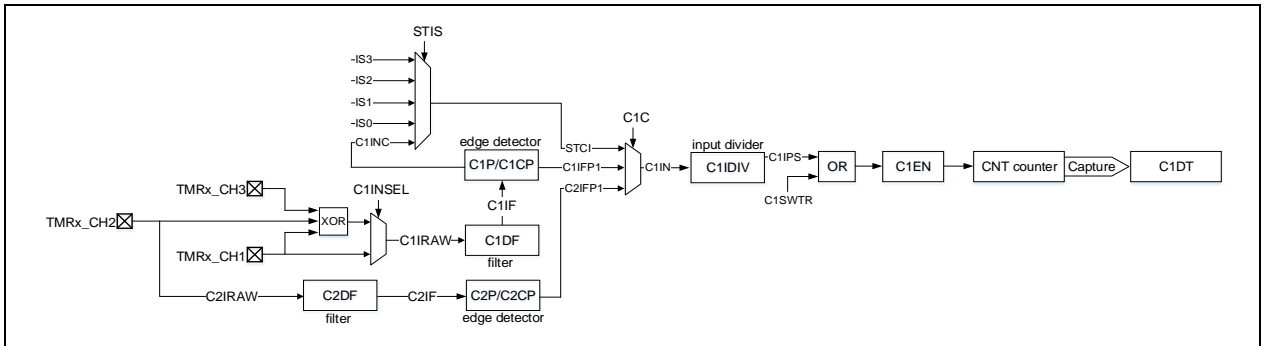 STIS
-IS3
-IS2
-IS1
-IS0
C1INC
edge detector
C1P/C1CP
C1C
input divider
STCI
C1IFP1
C2IFP1
C1IN
C1IDIV
C1IPS
C1SWTR
OR
C1EN
CNT counter
Capture
C1DT
TMRx_CH3
TMRx_CH2
TMRx_CH1
C1INSEL
XOR
C1IRAW
C1IF
C1DF
filter
C2IRAW
C2DF
filter
C2IF
C2P/C2CP
edge detector